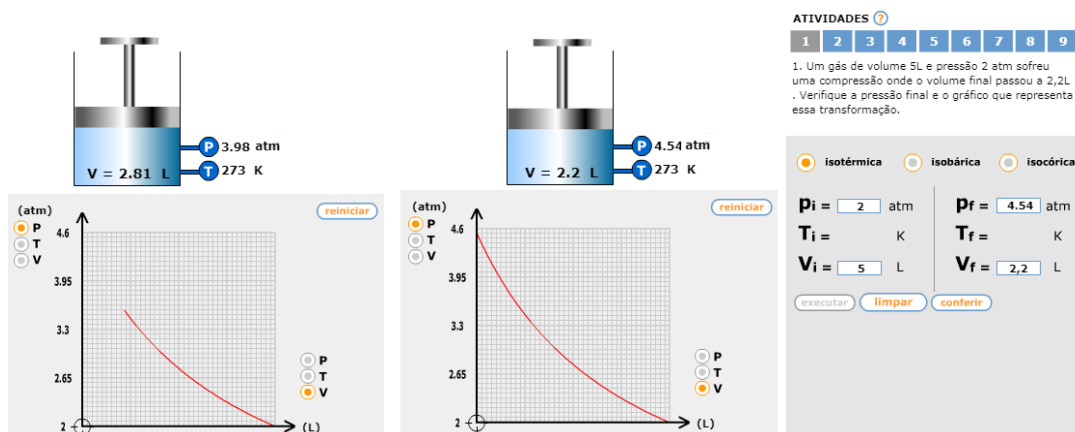 P 3.98 atm
T 273 K
V = 2.81 L
(atm)
P
T
V
reiniciar
4.6
3.95
3.3
2.65
2
P
T
V
(L)
P 4.54 atm
T 273 K
V = 2.2 L
(atm)
P
T
V
reiniciar
4.6
3.95
3.3
2.65
2
P
T
V
(L)
ATIVIDADES ?
1 2 3 4 5 6 7 8 9
1. Um gás de volume 5L e pressão 2 atm sofreu
uma compressão onde o volume final passou a 2,2L
. Verifique a pressão final e o gráfico que representa
essa transformação.
isotérmica isobárica isocórica
Pi = 2 atm Pf = 4.54 atm
Ti = K Tf = K
Vi = 5 L Vf = 2,2 L
executar limpar conferir